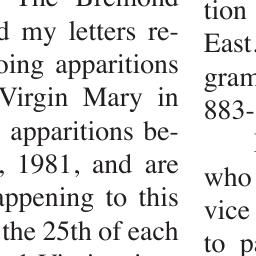 The Bremond
d my letters re-
oing apparitions
Virgin Mary in
apparitions be-
, 1981, and are
appening to this
the 25th of each
tion
East.
gram
883-
who
vice
to